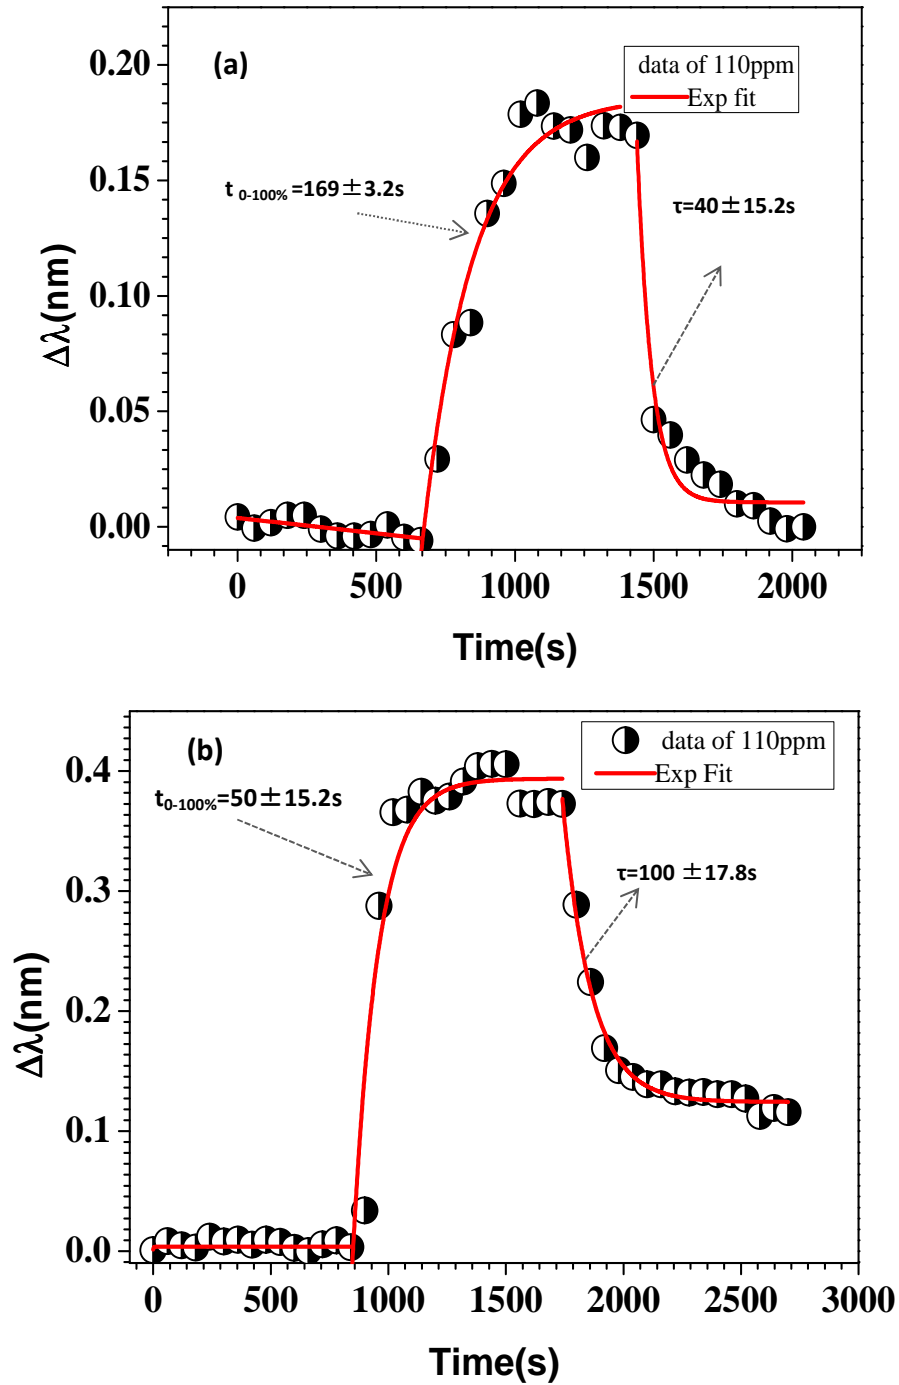 (a)
data of 110ppm
Exp fit
t 0-100% =169±3.2s
τ=40±15.2s
0.20
0.15
0.10
0.05
0.00
Δλ(nm)
0 500 1000 1500 2000
Time(s)
(b)
data of 110ppm
Exp Fit
t0-100%=50±15.2s
τ=100 ±17.8s
0.4
0.3
0.2
0.1
0.0
Δλ(nm)
0 500 1000 1500 2000 2500 3000
Time(s)